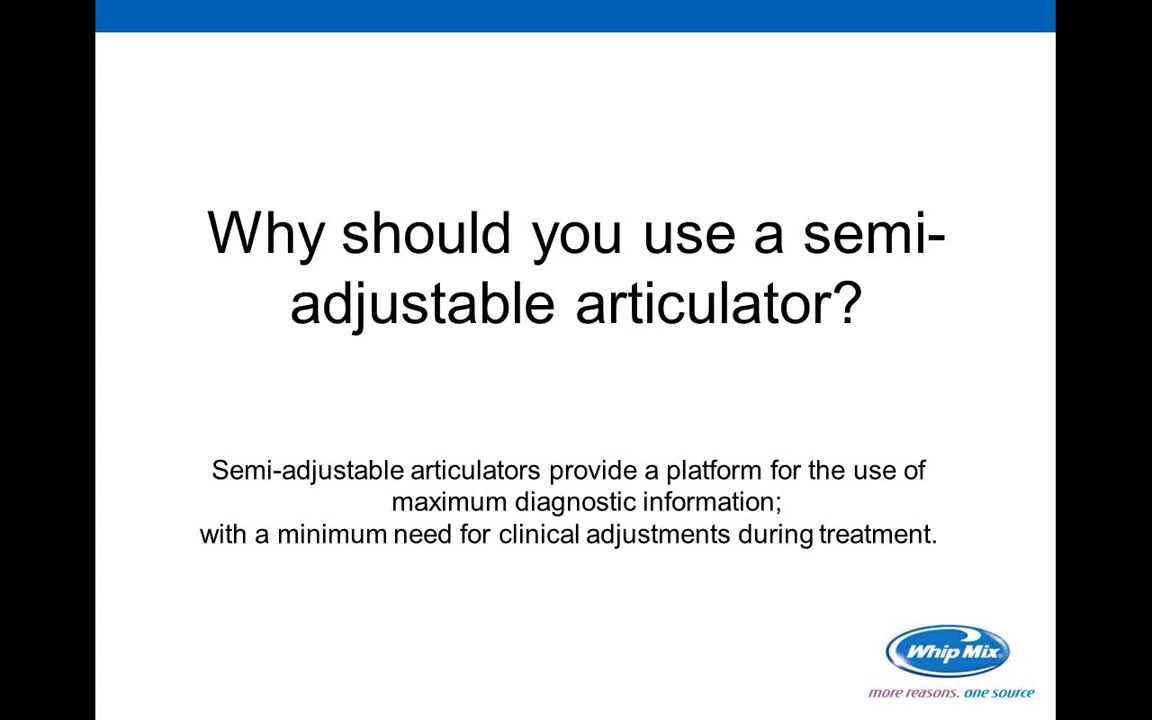 Why should you use a semi-
adjustable articulator?
Semi-adjustable articulators provide a platform for the use of
maximum diagnostic information;
with a minimum need for clinical adjustments during treatment.
Whip Mix®
more reasons. one source